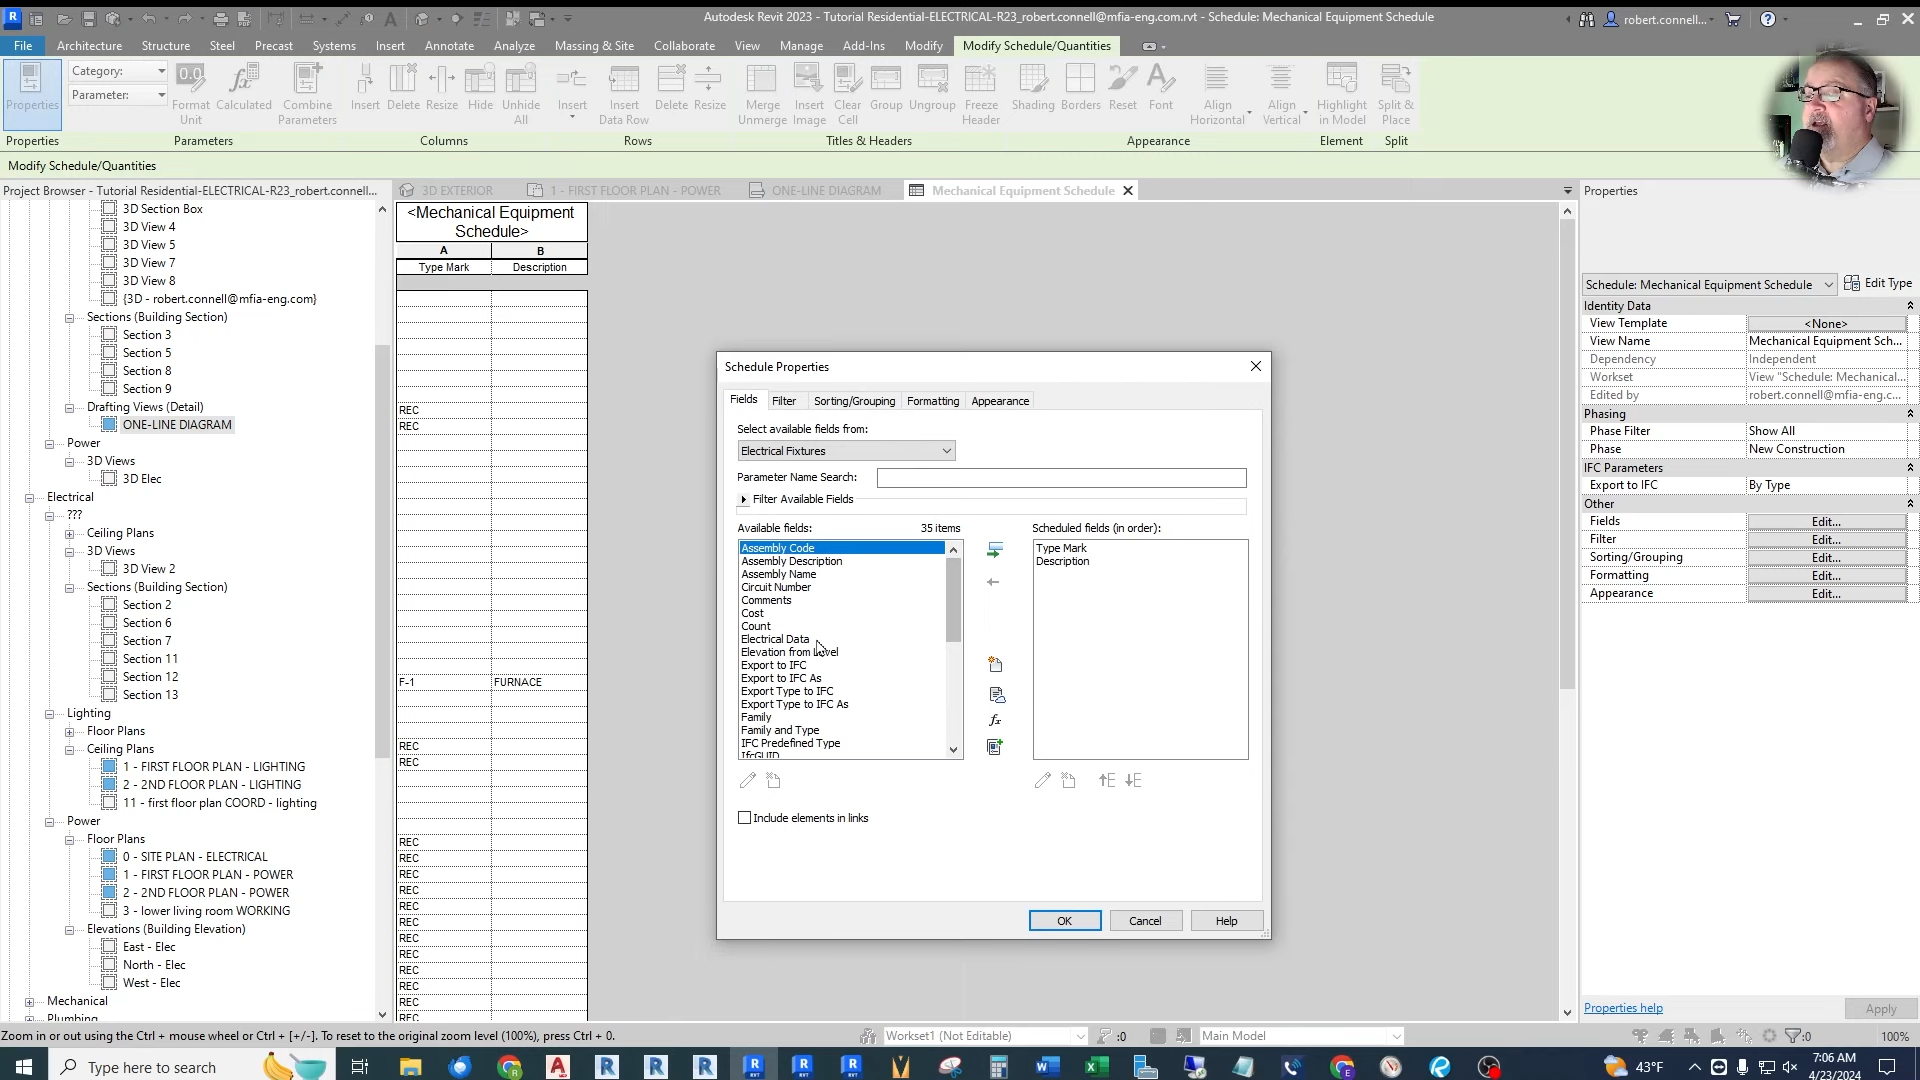 Autodesk Revit 2023 - Tutorial Residential-ELECTRICAL-R23_robert.connell@mfia-eng.com.rvt - Schedule: Mechanical Equipment Schedule
robert.connell...
File Architecture Structure Steel Precast Systems Insert Annotate Analyze Massing & Site Collaborate View Manage Add-Ins Modify Modify Schedule/Quantities
Category:
Parameter:
Properties Format Unit Calculated Combine Parameters Insert Delete Resize Hide Unhide All Insert Insert Data Row Delete Resize Merge Unmerge Insert Image Clear Cell Group Ungroup Freeze Header Shading Borders Reset Font Align Horizontal Align Vertical Highlight in Model Split & Place
Properties Parameters Columns Rows Titles & Headers Appearance Element Split
Modify Schedule/Quantities
Project Browser - Tutorial Residential-ELECTRICAL-R23_robert.connell...
3D EXTERIOR
1 - FIRST FLOOR PLAN - POWER
ONE-LINE DIAGRAM
Mechanical Equipment Schedule
Properties
3D Section Box
3D View 4
3D View 5
3D View 7
3D View 8
{3D - robert.connell@mfia-eng.com}
Sections (Building Section)
Section 3
Section 5
Section 8
Section 9
Drafting Views (Detail)
ONE-LINE DIAGRAM
Power
3D Views
3D Elec
Electrical
???
Ceiling Plans
3D Views
3D View 2
Sections (Building Section)
Section 2
Section 6
Section 7
Section 11
Section 12
Section 13
Lighting
Floor Plans
Ceiling Plans
1 - FIRST FLOOR PLAN - LIGHTING
2 - 2ND FLOOR PLAN - LIGHTING
11 - first floor plan COORD - lighting
Power
Floor Plans
0 - SITE PLAN - ELECTRICAL
1 - FIRST FLOOR PLAN - POWER
2 - 2ND FLOOR PLAN - POWER
3 - lower living room WORKING
Elevations (Building Elevation)
East - Elec
North - Elec
West - Elec
Mechanical
Plumbing
<Mechanical Equipment
Schedule>
A B
Type Mark Description
REC
REC
F-1 FURNACE
REC
REC
REC
REC
REC
REC
REC
REC
REC
REC
REC
REC
REC
REC
Schedule Properties
Fields Filter Sorting/Grouping Formatting Appearance
Select available fields from:
Electrical Fixtures
Parameter Name Search:
Filter Available Fields
Available fields: 35 items
Scheduled fields (in order):
Assembly Code
Assembly Description
Assembly Name
Circuit Number
Comments
Cost
Count
Electrical Data
Elevation from Level
Export to IFC
Export to IFC As
Export Type to IFC
Export Type to IFC As
Family
Family and Type
IFC Predefined Type
IfcGUID
Type Mark
Description
fx
Include elements in links
OK Cancel Help
Schedule: Mechanical Equipment Schedule Edit Type
Identity Data
View Template <None>
View Name Mechanical Equipment Sch...
Dependency Independent
Workset View "Schedule: Mechanical...
Edited by robert.connell@mfia-eng.c...
Phasing
Phase Filter Show All
Phase New Construction
IFC Parameters
Export to IFC By Type
Other
Fields Edit...
Filter Edit...
Sorting/Grouping Edit...
Formatting Edit...
Appearance Edit...
Properties help Apply
Zoom in or out using the Ctrl + mouse wheel or Ctrl + [+/-]. To reset to the original zoom level (100%), press Ctrl + 0.
Workset1 (Not Editable) :0 Main Model :0 100%
Type here to search
43°F
7:06 AM
4/23/2024